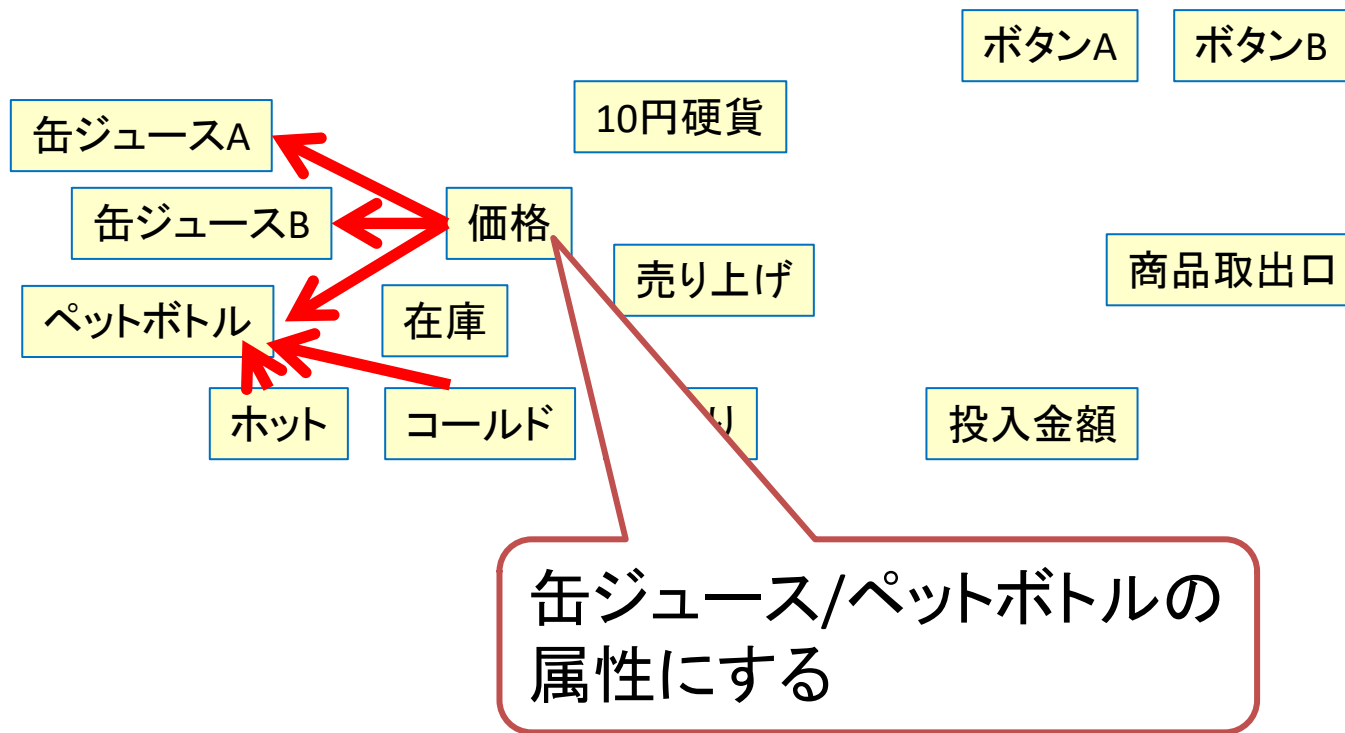 ボタンA
ボタンB
10円硬貨
缶ジュースA
缶ジュースB
価格
売り上げ
商品取出口
ペットボトル
在庫
ホット
コールド
投入金額
缶ジュース/ペットボトルの
属性にする